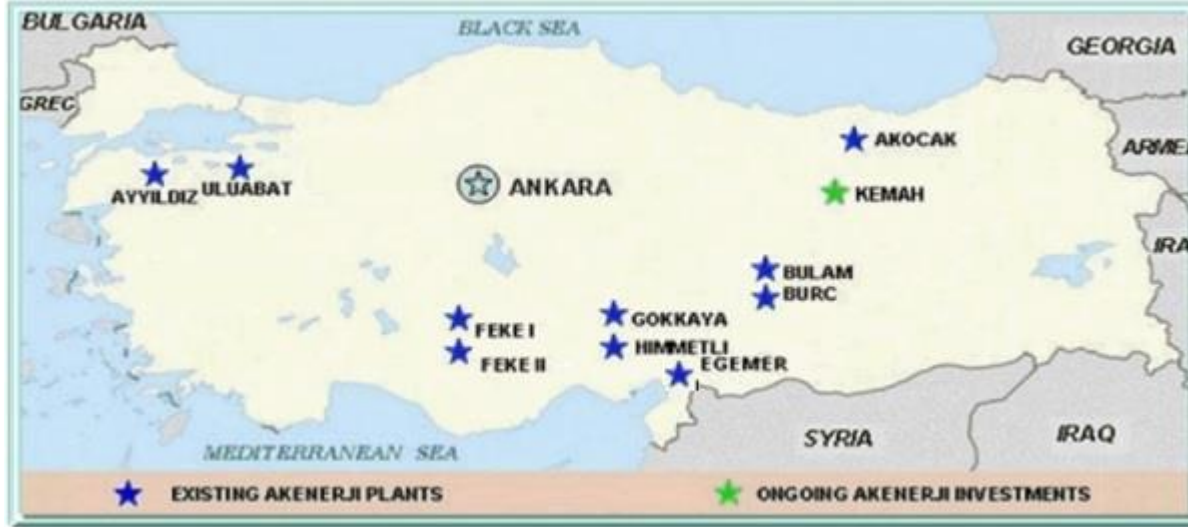 BULGARIA
BLACK SEA
GEORGIA
GREC
AKOCAK
ARMEN
AYYILDIZ
ULUABAT
ANKARA
KEMAH
IRA
BULAM
BURC
FEKE I
GOKKAYA
FEKE II
HIMMETLI
EGEMER
I
MEDITERRANEAN SEA
SYRIA
IRAQ
EXISTING AKENERJI PLANTS
ONGOING AKENERJI INVESTMENTS